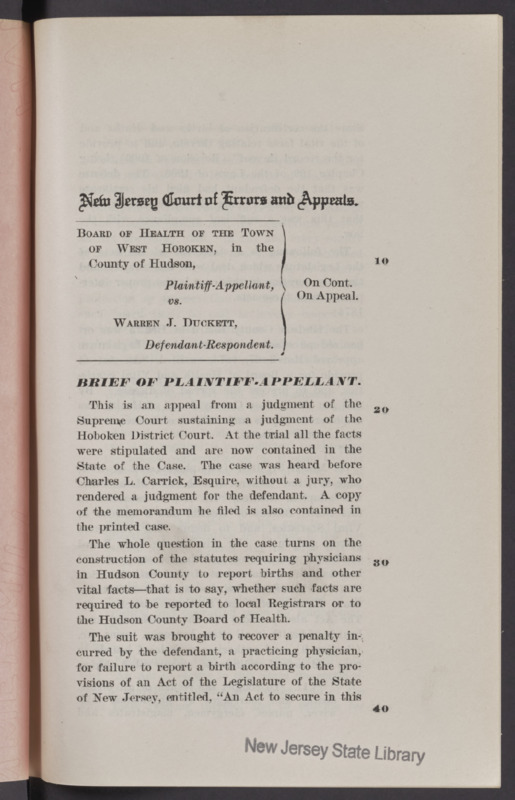 New Jersey Court of Errors and Appeals.
BOARD OF HEALTH OF THE TOWN
OF WEST HOBOKEN, in the
County of Hudson,
Plaintiff-Appellant,
vs.
WARREN J. DUCKETT,
Defendant-Respondent.
On Cont.
On Appeal.
10
BRIEF OF PLAINTIFF-APPELLANT.
This is an appeal from a judgment of the
20
Supreme Court sustaining a judgment of the
Hoboken District Court. At the trial all the facts
were stipulated and are now contained in the
State of the Case. The case was heard before
Charles L. Carrick, Esquire, without a jury, who
rendered a judgment for the defendant. A copy
of the memorandum he filed is also contained in
the printed case.
The whole question in the case turns on the
construction of the statutes requiring physicians
30
in Hudson County to report births and other
vital facts—that is to say, whether such facts are
required to be reported to local Registrars or to
the Hudson County Board of Health.
The suit was brought to recover a penalty in-
curred by the defendant, a practicing physician,
for failure to report a birth according to the pro-
visions of an Act of the Legislature of the State
of New Jersey, entitled, "An Act to secure in this
40
New Jersey State Library